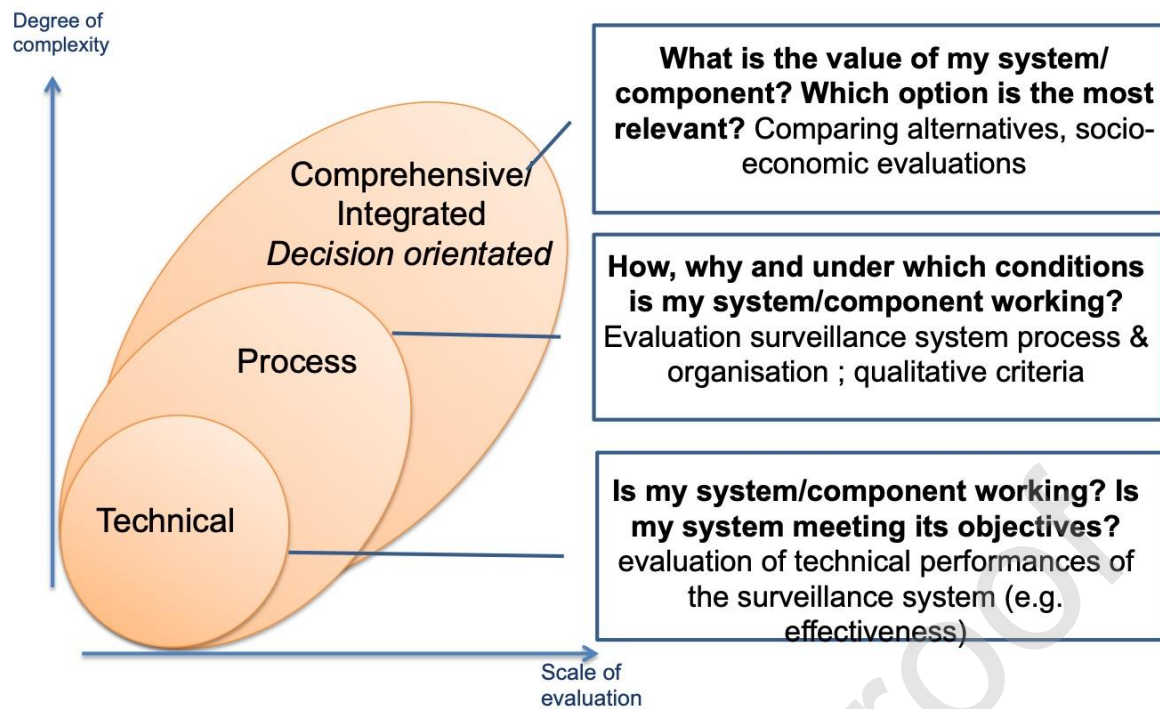 Degree of
complexity
Comprehensive/
Integrated
Decision orientated
Process
Technical
What is the value of my system/
component? Which option is the most
relevant? Comparing alternatives, socio-
economic evaluations
How, why and under which conditions
is my system/component working?
Evaluation surveillance system process &
organisation ; qualitative criteria
Is my system/component working? Is
my system meeting its objectives?
evaluation of technical performances of
the surveillance system (e.g.
effectiveness)
Scale of
evaluation
roof